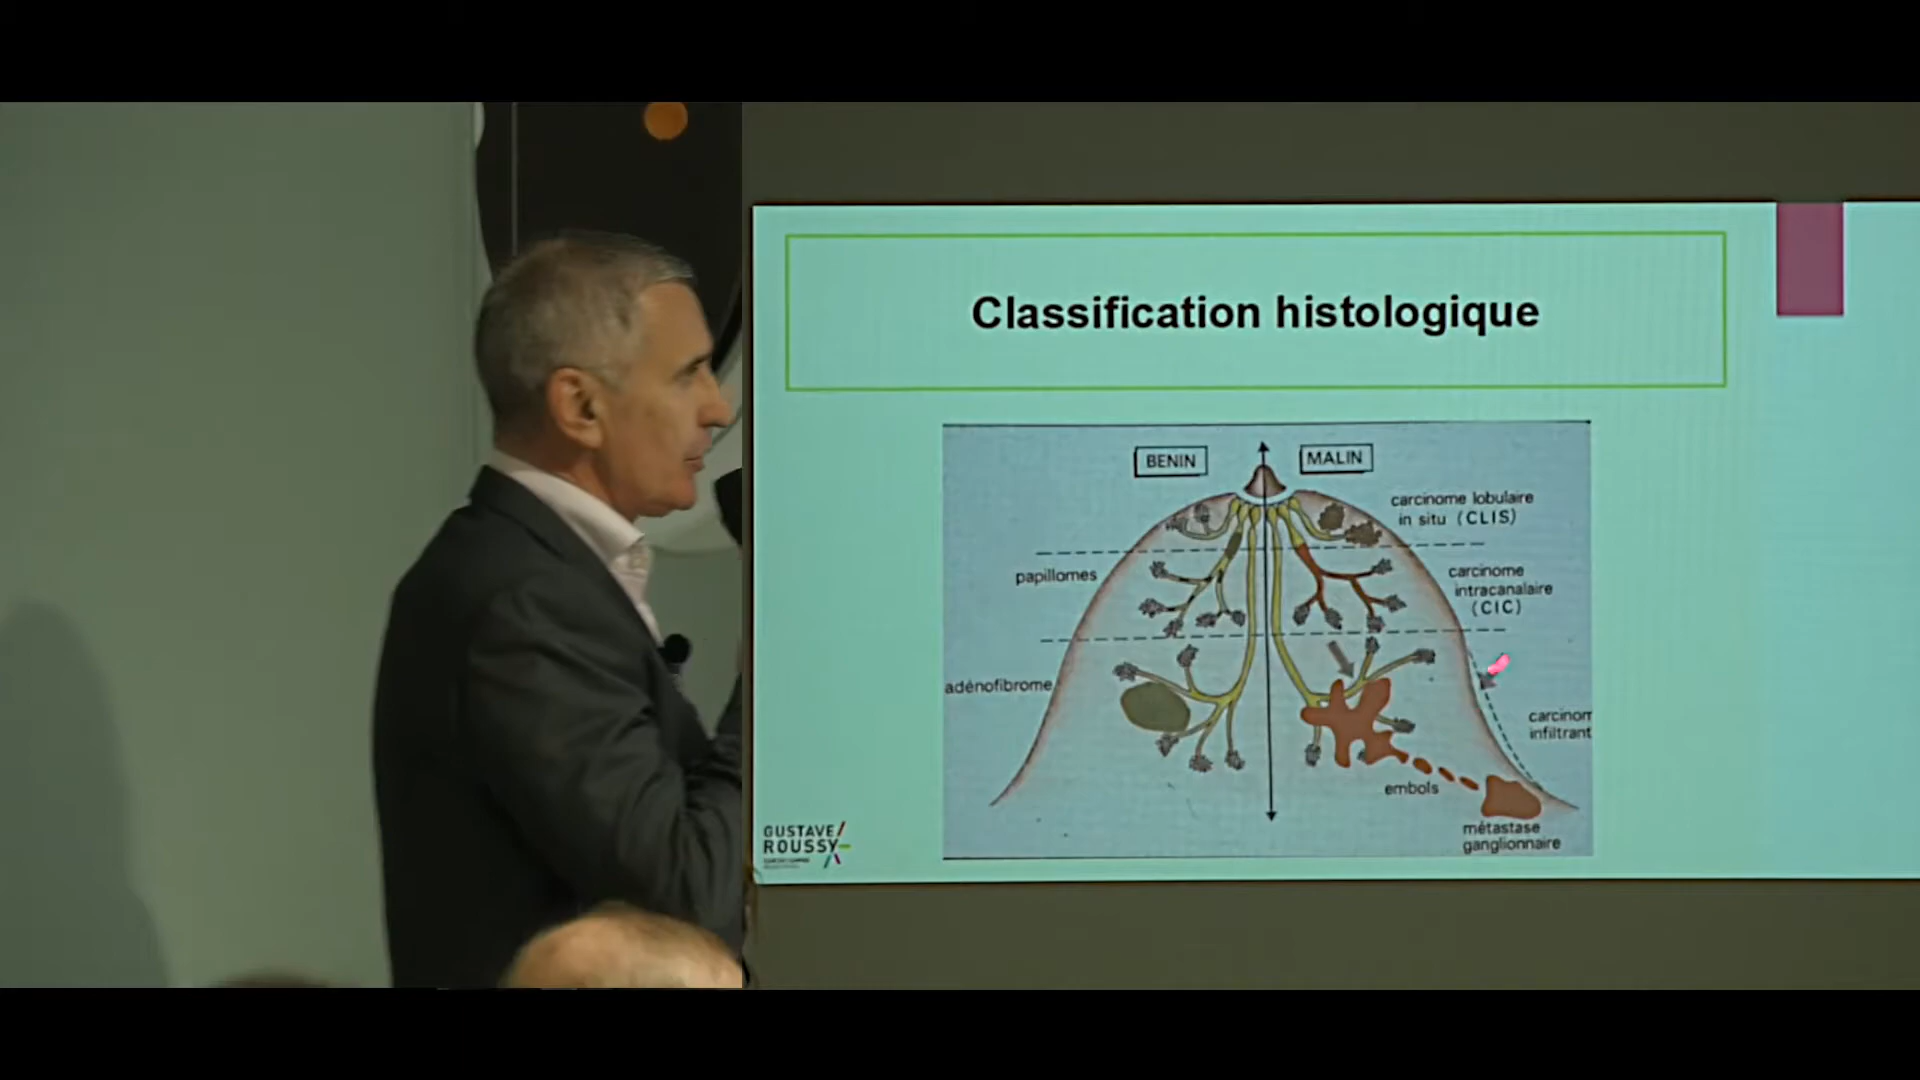 Classification histologique
BENIN
MALIN
carcinome lobulaire
in situ (CLIS)
papillomes
carcinome
intracanalaire
(CIC)
adénofibrome
carcinom
infiltrant
embols
métastase
ganglionnaire
GUSTAVE
ROUSSY